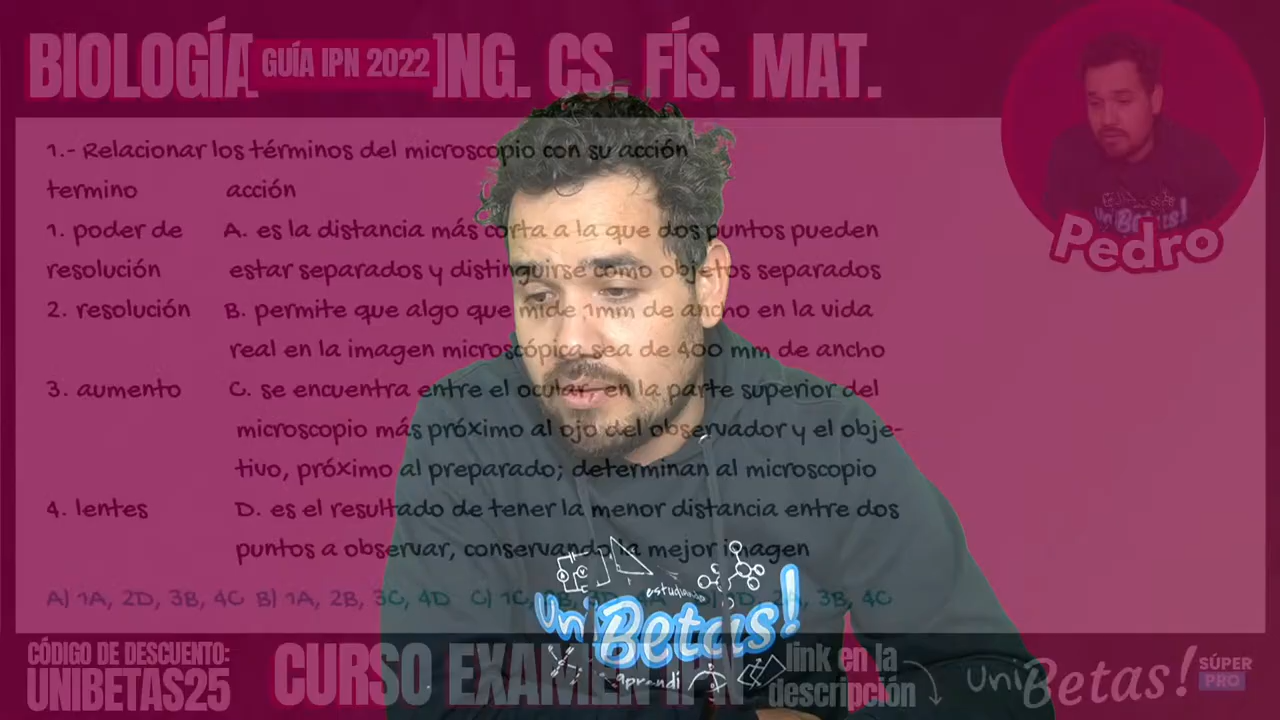 BIOLOGÍA GUÍA IPN 2022 ING. CS. FÍS. MAT.
1.- Relacionar los términos del microscopio con su acción
termino acción
1. poder de A. es la distancia más corta a la que dos puntos pueden
resolución estar separados y distinguirse como objetos separados
2. resolución B. permite que algo que mide 1mm de ancho en la vida
real en la imagen microscópica sea de 400 mm de ancho
3. aumento C. se encuentra entre el ocular, en la parte superior del
microscopio más próximo al ojo del observador y el obje-
tivo, próximo al preparado; determinan al microscopio
4. lentes D. es el resultado de tener la menor distancia entre dos
puntos a observar, conservando la mejor imagen
A) 1A, 2D, 3B, 4C B) 1A, 2B, 3C, 4D C) 1C, 3B, 4C
Pedro
UniBetas!
estudiando
UniBetas!
aprendi
CÓDIGO DE DESCUENTO:
UNIBETAS25
CURSO EXAMEN IPN
link en la
descripción
UniBetas! SÚPER
PRO